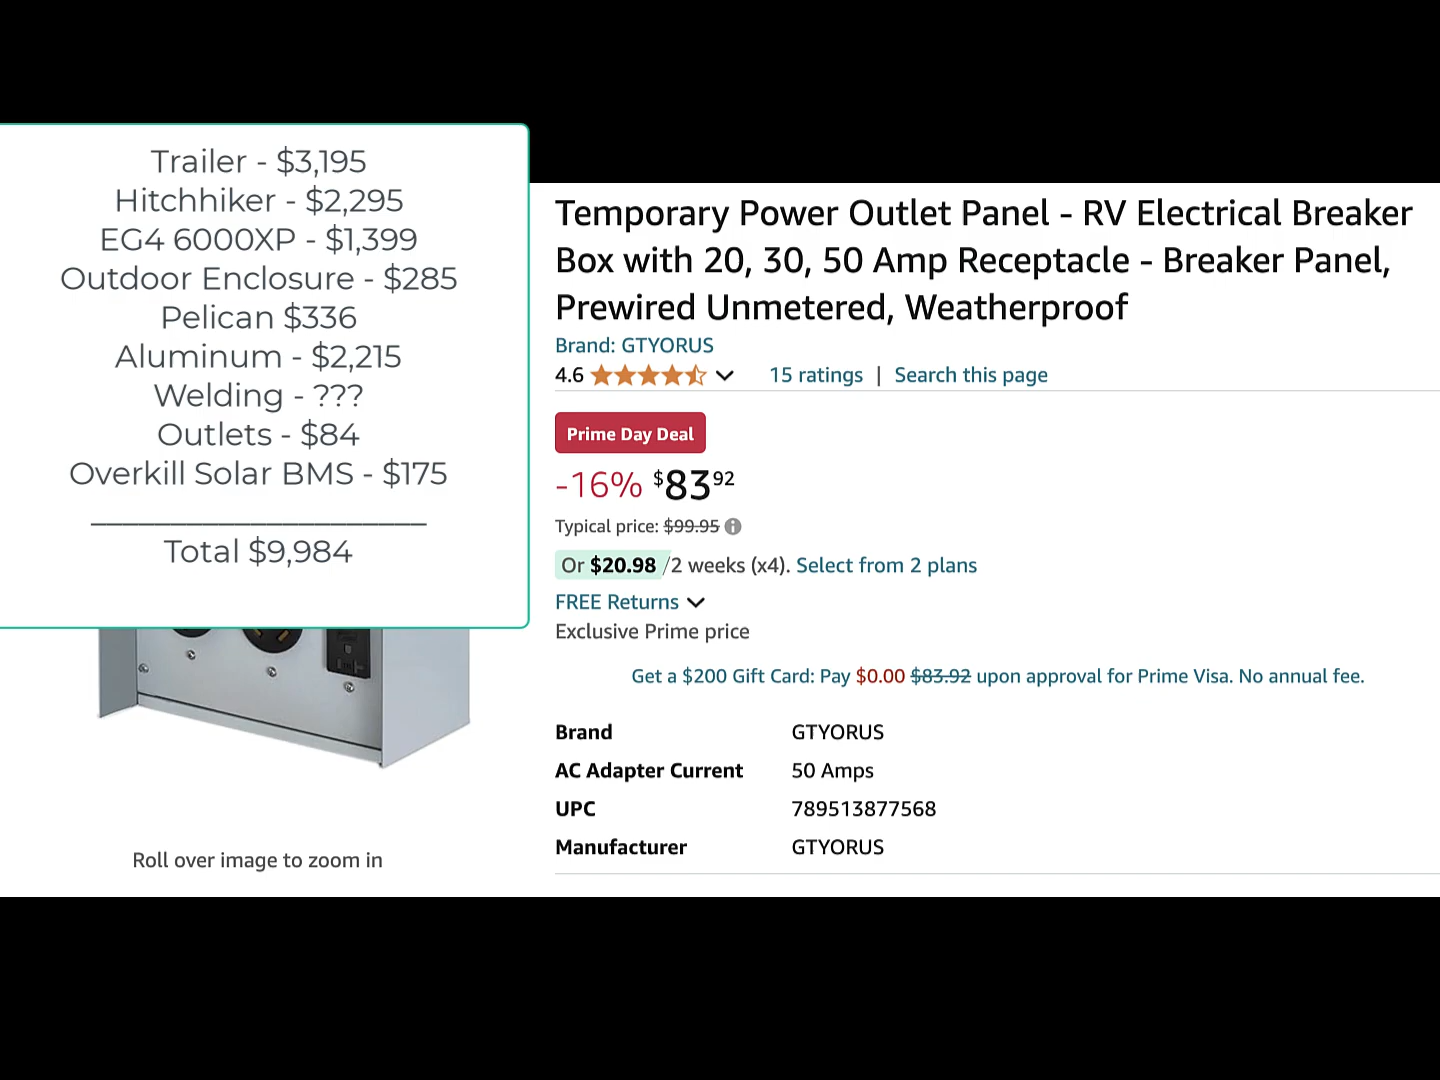 Trailer - $3,195
Hitchhiker - $2,295
EG4 6000XP - $1,399
Outdoor Enclosure - $285
Pelican $336
Aluminum - $2,215
Welding - ???
Outlets - $84
Overkill Solar BMS - $175
Total $9,984
Roll over image to zoom in
Temporary Power Outlet Panel - RV Electrical Breaker
Box with 20, 30, 50 Amp Receptacle - Breaker Panel,
Prewired Unmetered, Weatherproof
Brand: GTYORUS
4.6 15 ratings | Search this page
Prime Day Deal
-16% $83 92
Typical price: $99.95
Or $20.98 /2 weeks (x4). Select from 2 plans
FREE Returns
Exclusive Prime price
Get a $200 Gift Card: Pay $0.00 $83.92 upon approval for Prime Visa. No annual fee.
Brand GTYORUS
AC Adapter Current 50 Amps
UPC 789513877568
Manufacturer GTYORUS